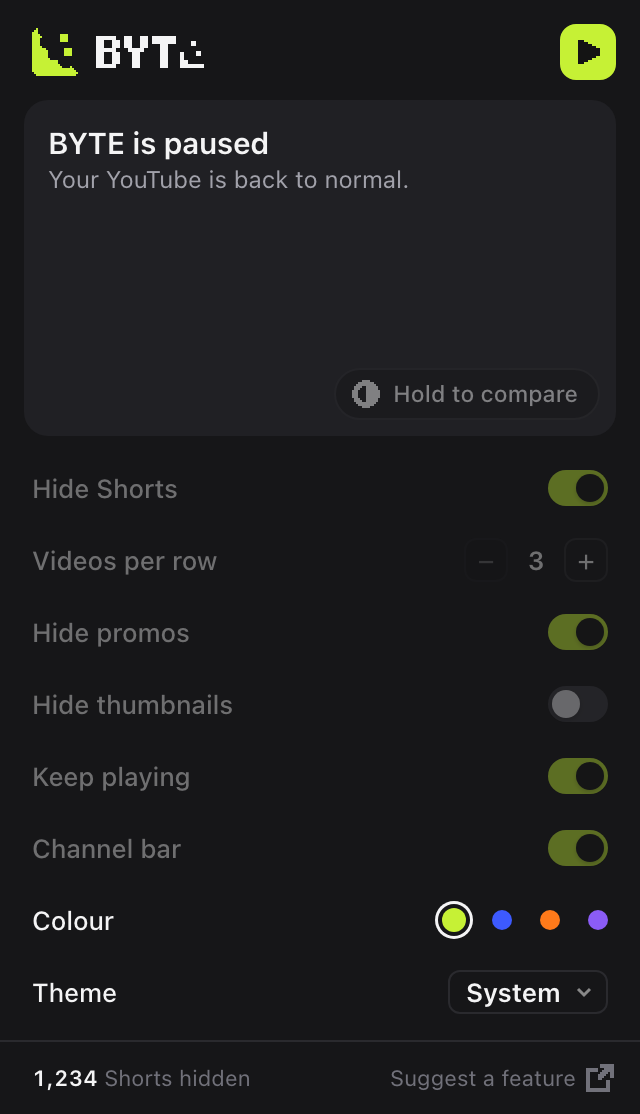 BYTE
BYTE is paused
Your YouTube is back to normal.
Hold to compare
Hide Shorts
Videos per row
− 3 +
Hide promos
Hide thumbnails
Keep playing
Channel bar
Colour
Theme
System
1,234 Shorts hidden
Suggest a feature